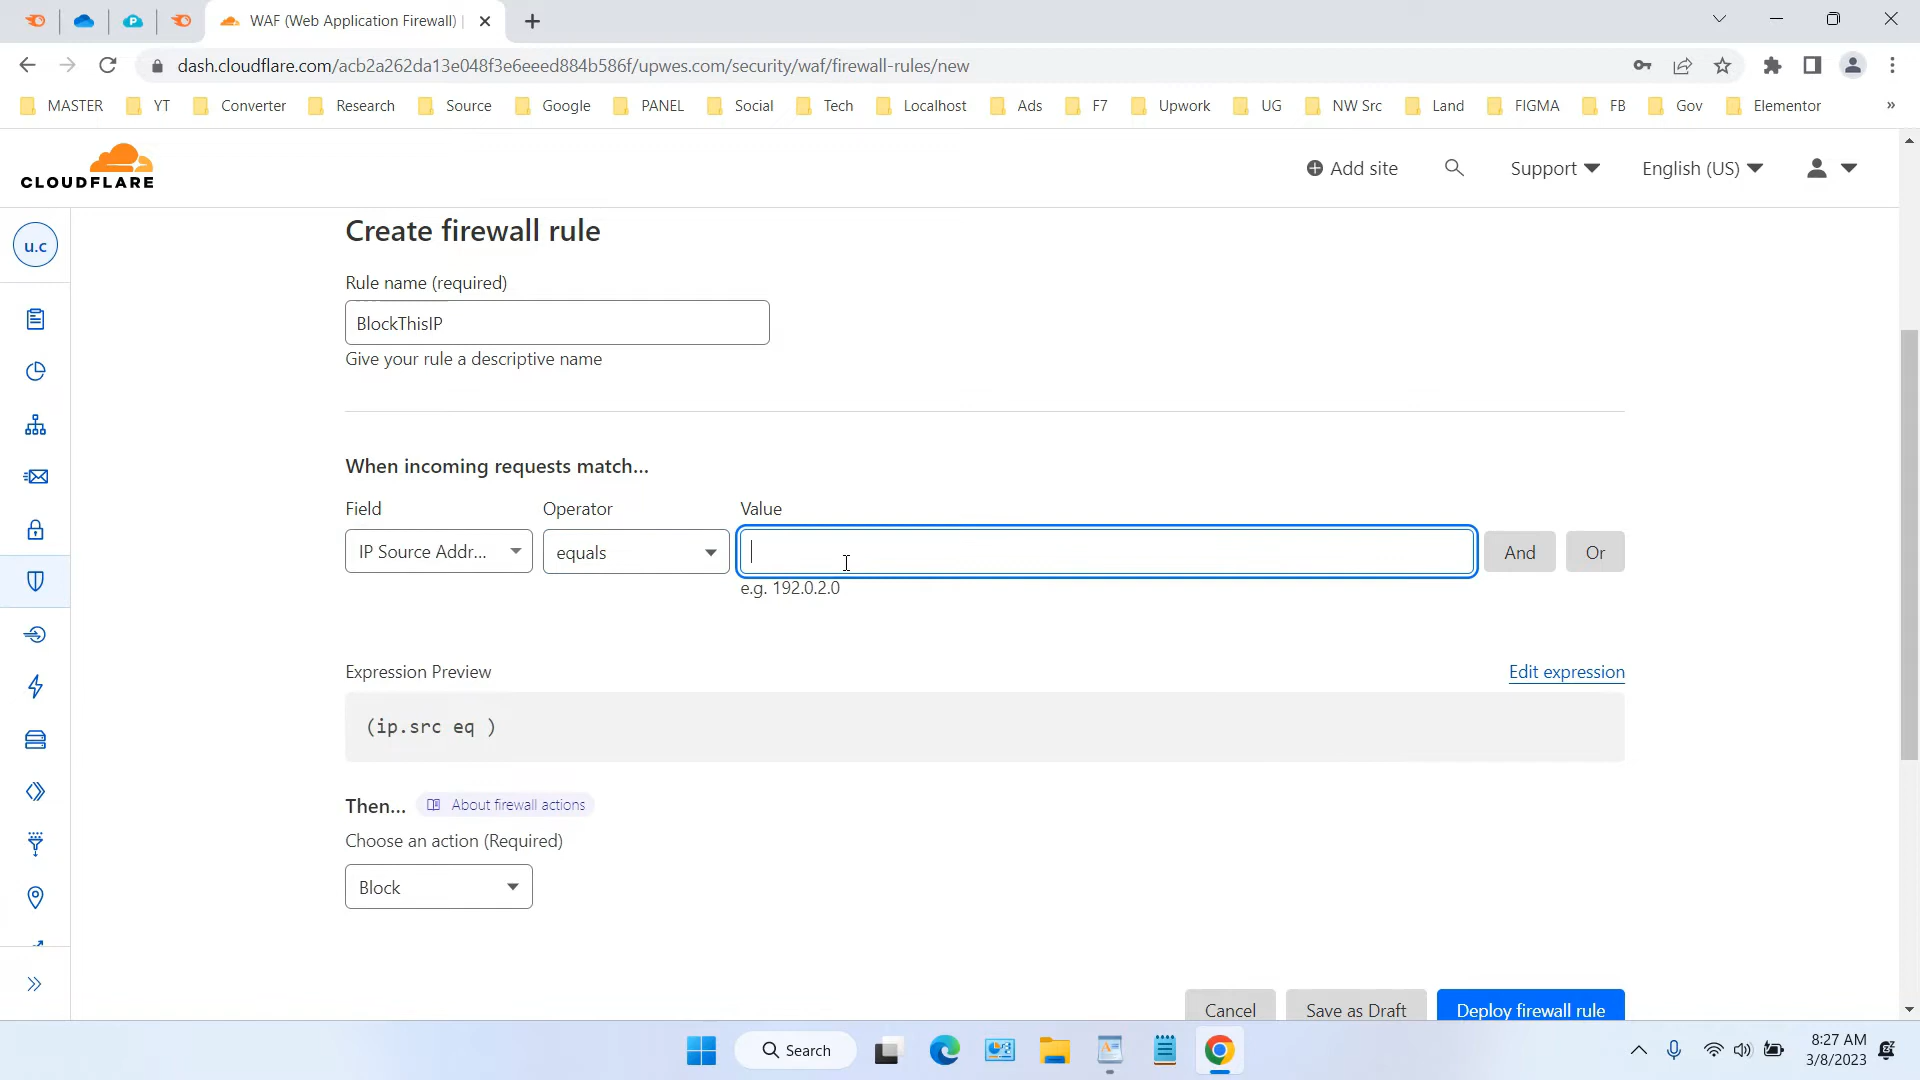 WAF (Web Application Firewall) |
dash.cloudflare.com/acb2a262da13e048f3e6eeed884b586f/upwes.com/security/waf/firewall-rules/new
MASTER YT Converter Research Source Google PANEL Social Tech Localhost Ads F7 Upwork UG NW Src Land FIGMA FB Gov Elementor »
CLOUDFLARE
Add site Support English (US)
u.c
Create firewall rule
Rule name (required)
BlockThisIP
Give your rule a descriptive name
When incoming requests match...
Field Operator Value
IP Source Addr... equals And Or
e.g. 192.0.2.0
Expression Preview Edit expression
(ip.src eq )
Then... About firewall actions
Choose an action (Required)
Block
Cancel Save as Draft Deploy firewall rule
Search
8:27 AM
3/8/2023